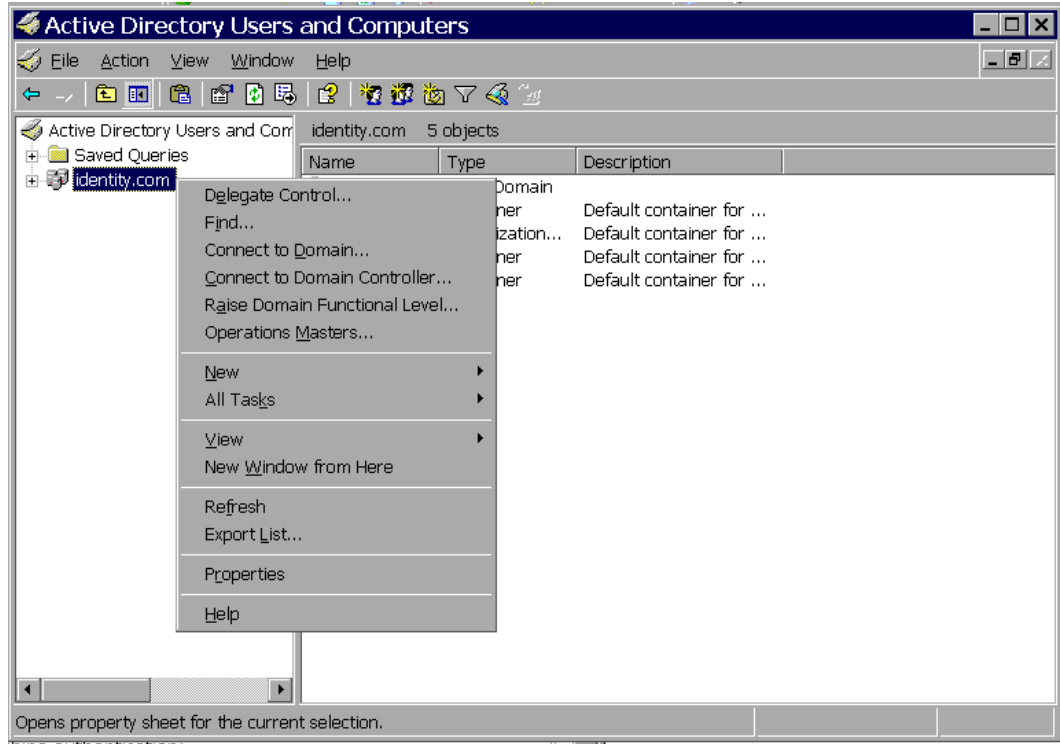 Active Directory Users and Computers
File Action View Window Help
Active Directory Users and Com
Saved Queries
identity.com
identity.com 5 objects
Name Type Description
Domain
ner Default container for ...
ization... Default container for ...
ner Default container for ...
ner Default container for ...
Delegate Control...
Find...
Connect to Domain...
Connect to Domain Controller...
Raise Domain Functional Level...
Operations Masters...
New
All Tasks
View
New Window from Here
Refresh
Export List...
Properties
Help
Opens property sheet for the current selection.